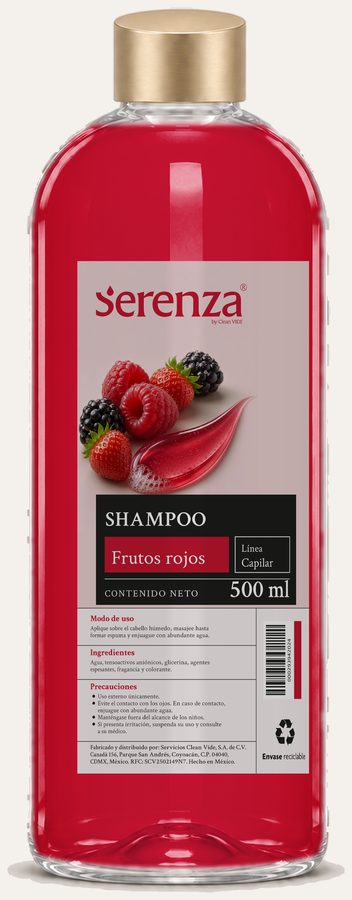 Serenza®
by Clean VIDE
SHAMPOO
Frutos rojos
Línea
Capilar
CONTENIDO NETO
500 ml
Modo de uso
Aplique sobre el cabello húmedo, masajee hasta
formar espuma y enjuague con abundante agua.
Ingredientes
Agua, tensoactivos aniónicos, glicerina, agentes
espesantes, fragancia y colorante.
Precauciones
• Uso externo únicamente.
• Evite el contacto con los ojos. En caso de contacto,
enjuague con abundante agua.
• Manténgase fuera del alcance de los niños.
• Si presenta irritación, suspenda su uso y consulte
a su médico.
Fabricado y distribuido por: Servicios Clean Vide, S.A. de C.V.
Canadá 156, Parque San Andrés, Coyoacán, C.P. 04040,
CDMX, México. RFC: SCV2502149N7. Hecho en México.
000293942024
Envase reciclable